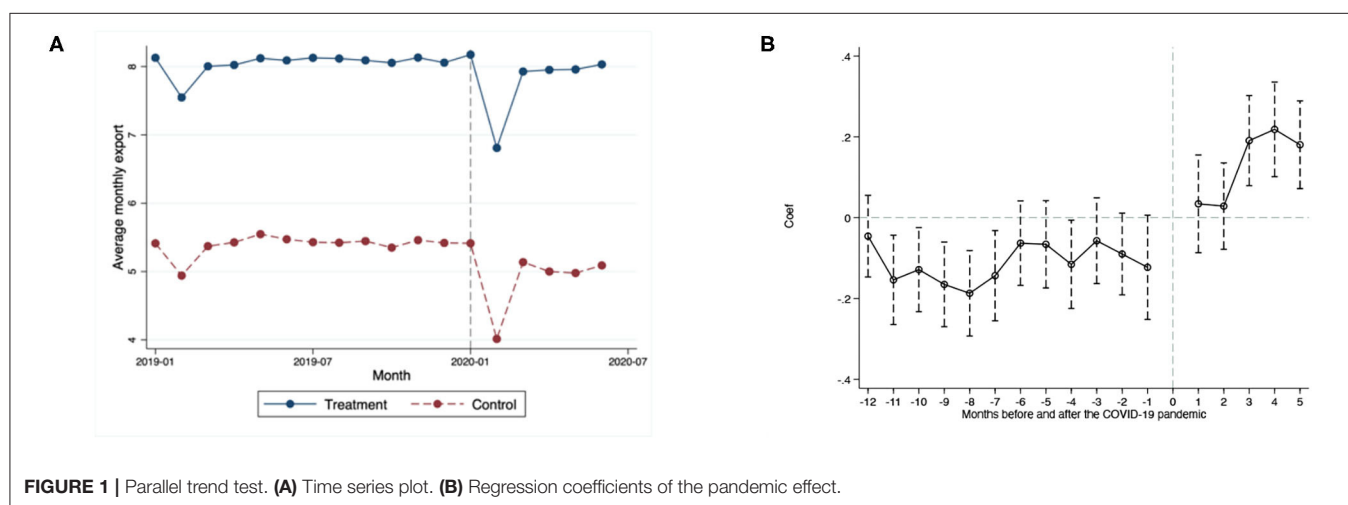 A
Average monthly export
8
7
6
5
4
2019-01
2019-07
2020-01
2020-07
Month
Treatment
Control
B
Coef
.4
.2
0
-.2
-.4
-12 -11 -10 -9 -8 -7 -6 -5 -4 -3 -2 -1 0 1 2 3 4 5
Months before and after the COVID-19 pandemic
FIGURE 1 | Parallel trend test. (A) Time series plot. (B) Regression coefficients of the pandemic effect.